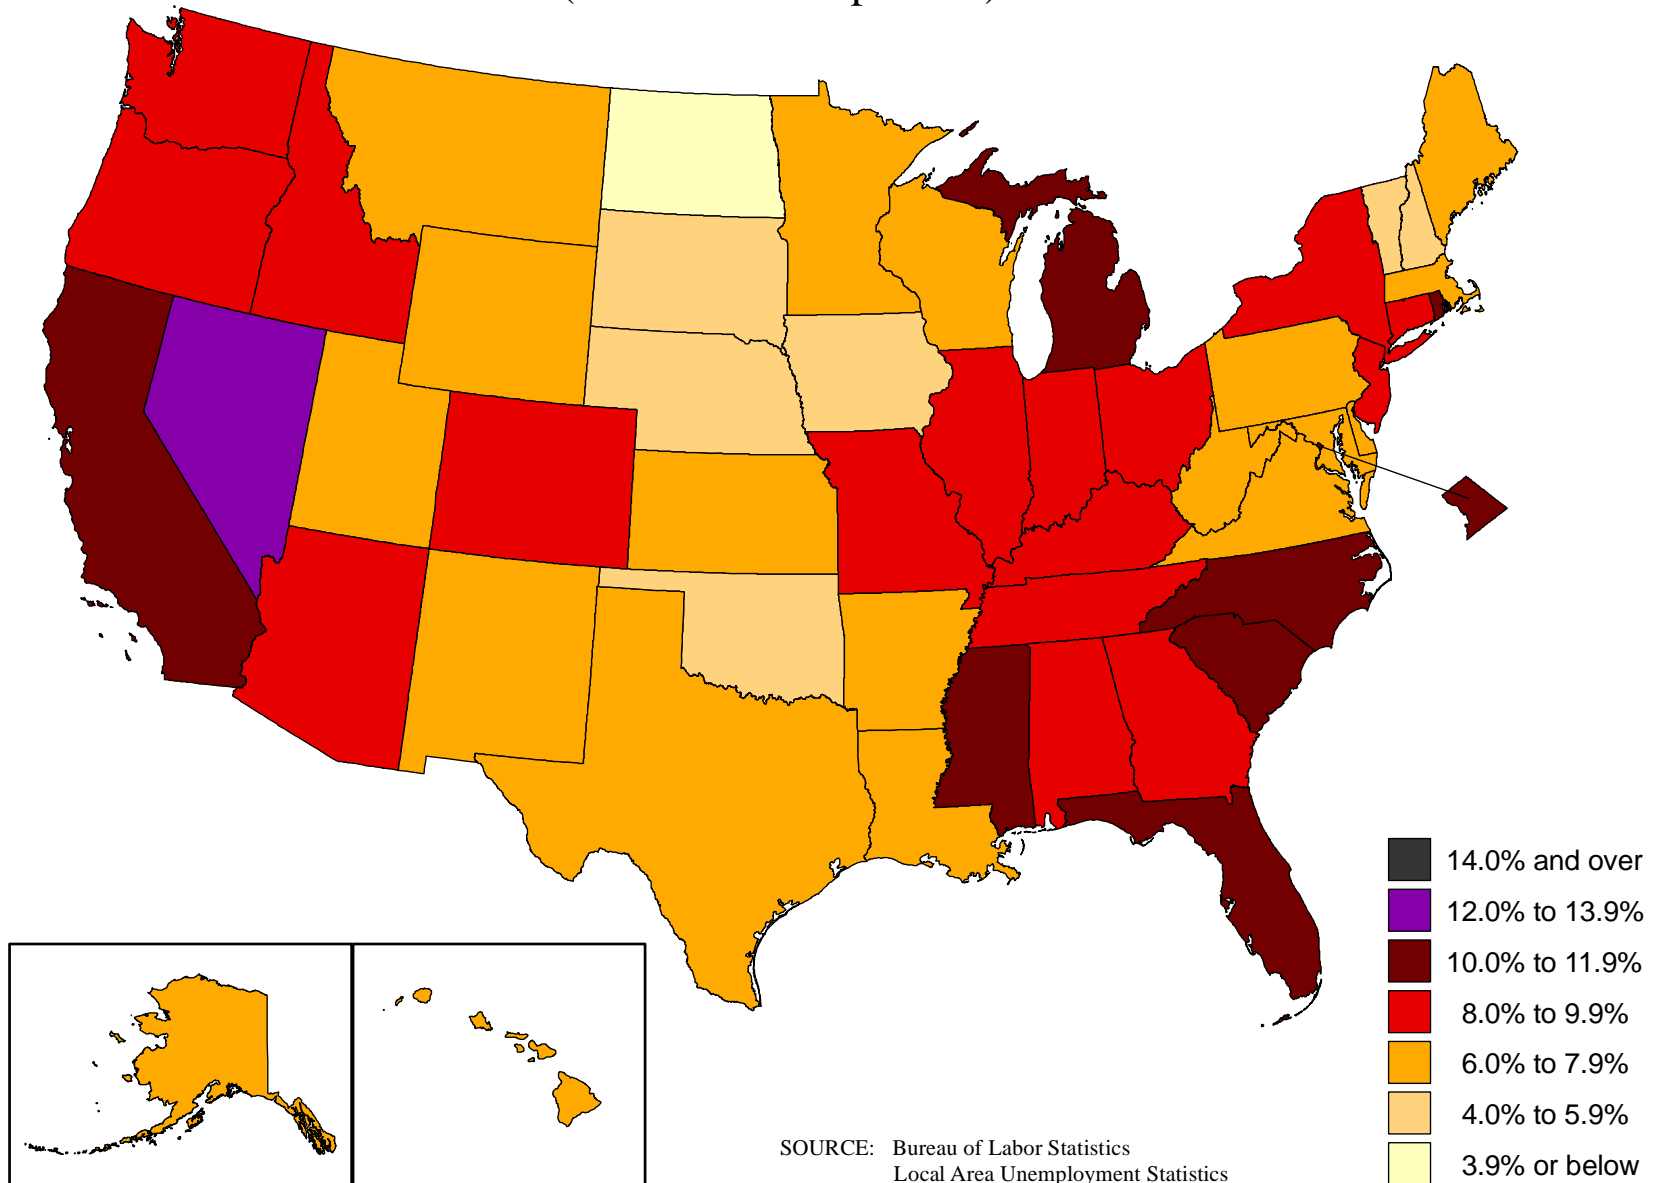 14.0% and over
12.0% to 13.9%
10.0% to 11.9%
8.0% to 9.9%
6.0% to 7.9%
4.0% to 5.9%
3.9% or below
SOURCE: Bureau of Labor Statistics
Local Area Unemployment Statistics